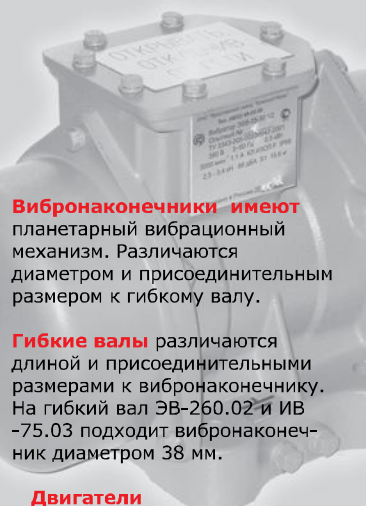 Вибронаконечники имеют
планетарный вибрационный
механизм. Различаются
диаметром и присоединительным
размером к гибкому валу.
Гибкие валы различаются
длиной и присоединительными
размерами к вибронаконечнику.
На гибкий вал ЭВ-260.02 и ИВ
-75.03 подходит вибронаконеч-
ник диаметром 38 мм.
Двигатели